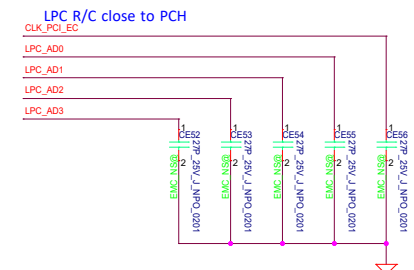 LPC R/C close to PCH
CLK_PCI_EC
LPC_AD0
LPC_AD1
LPC_AD2
LPC_AD3
1
CE52
2
27P_25V_J_NPO_0201
EMC_NS@
1
CE53
2
27P_25V_J_NPO_0201
EMC_NS@
1
CE54
2
27P_25V_J_NPO_0201
EMC_NS@
1
CE55
2
27P_25V_J_NPO_0201
EMC_NS@
1
CE56
2
27P_25V_J_NPO_0201
EMC_NS@